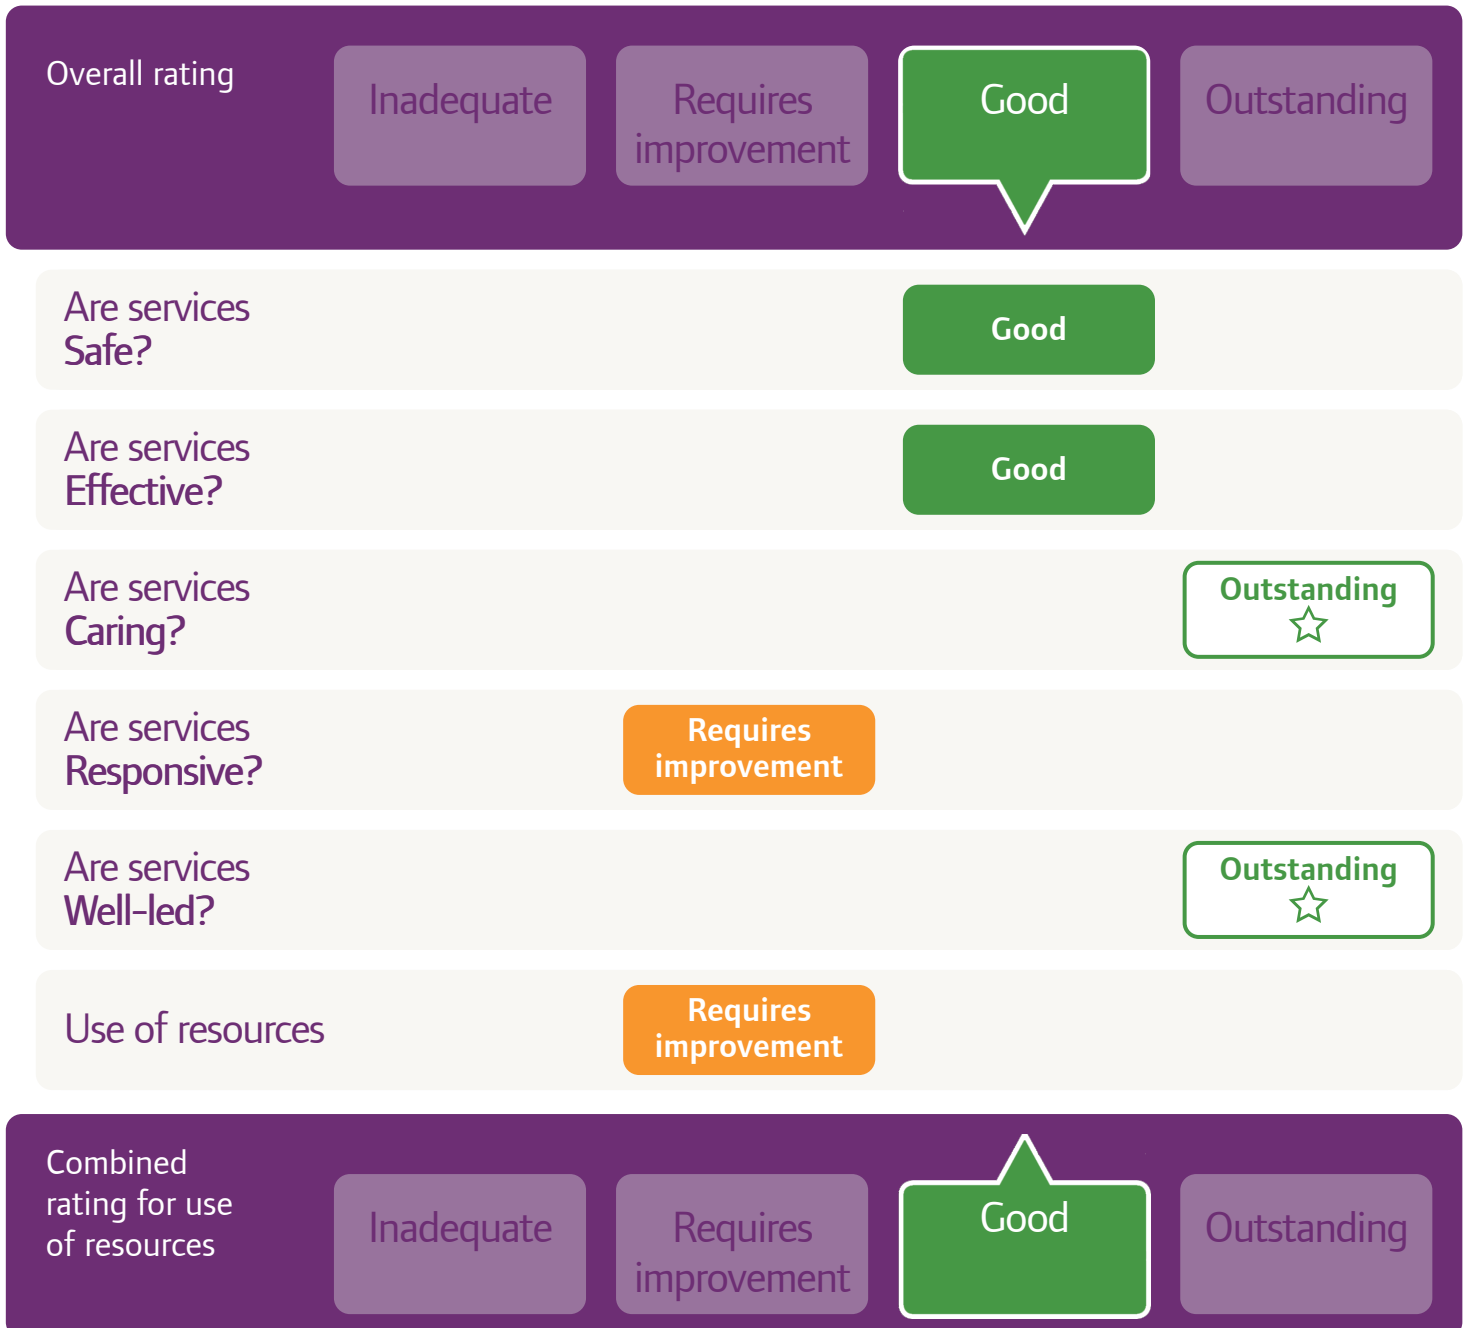 Overall rating
Inadequate
Requires
improvement
Good
Outstanding
Are services
Safe?
Good
Are services
Effective?
Good
Are services
Caring?
Outstanding
Are services
Responsive?
Requires
improvement
Are services
Well-led?
Outstanding
Use of resources
Requires
improvement
Combined
rating for use
of resources
Inadequate
Requires
improvement
Good
Outstanding